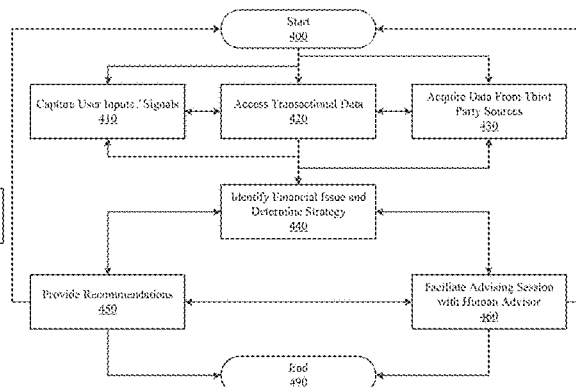 Start
400
Capture User Inputs / Signals
410
Access Transactional Data
420
Acquire Data From Third
Party Sources
430
Identify Financial Issue and
Determine Strategy
440
Provide Recommendations
450
Facilitate Advising Session
with Human Advisor
460
End
490